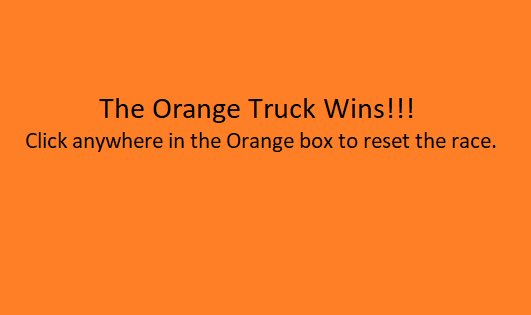 The Orange Truck Wins!!!
Click anywhere in the Orange box to reset the race.